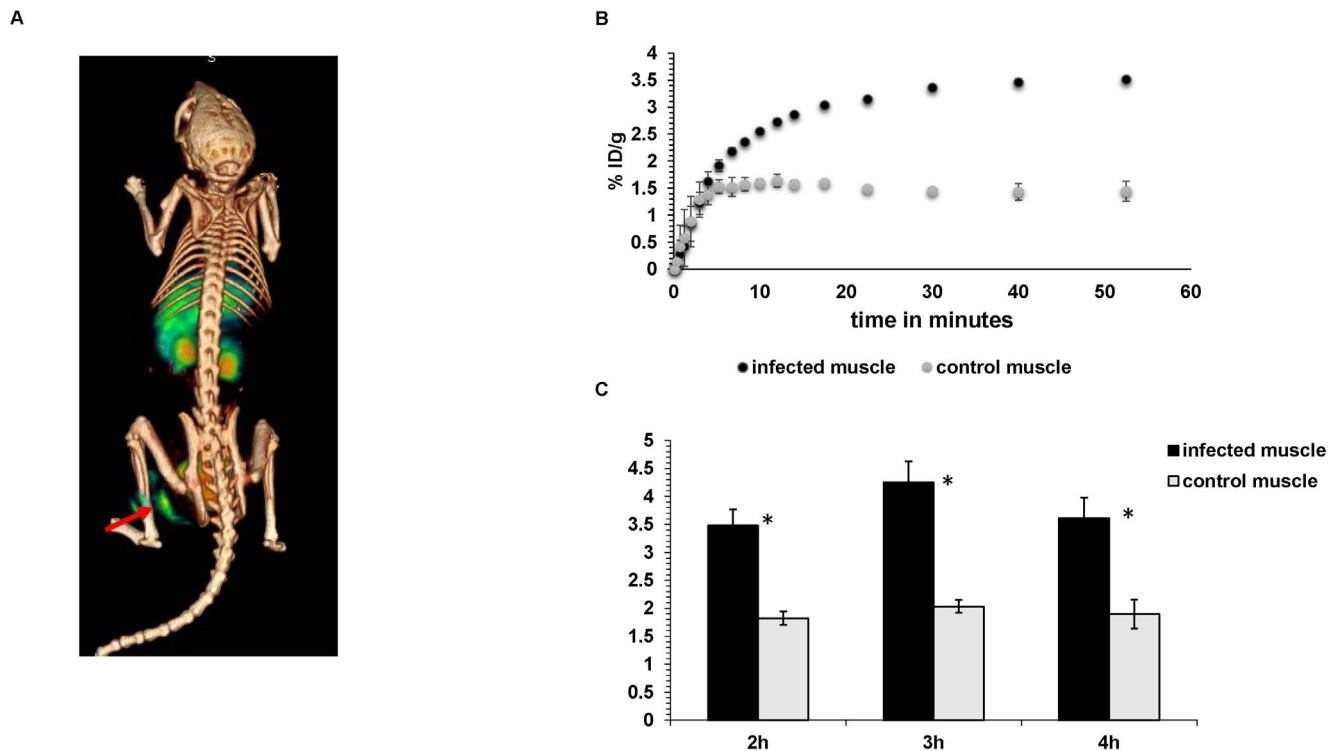 A
S
B
% ID/g
4
3.5
3
2.5
2
1.5
1
0.5
0
0 10 20 30 40 50 60
time in minutes
infected muscle control muscle
C
5
4.5
4
3.5
3
2.5
2
1.5
1
0.5
0
* * *
2h 3h 4h
infected muscle
control muscle